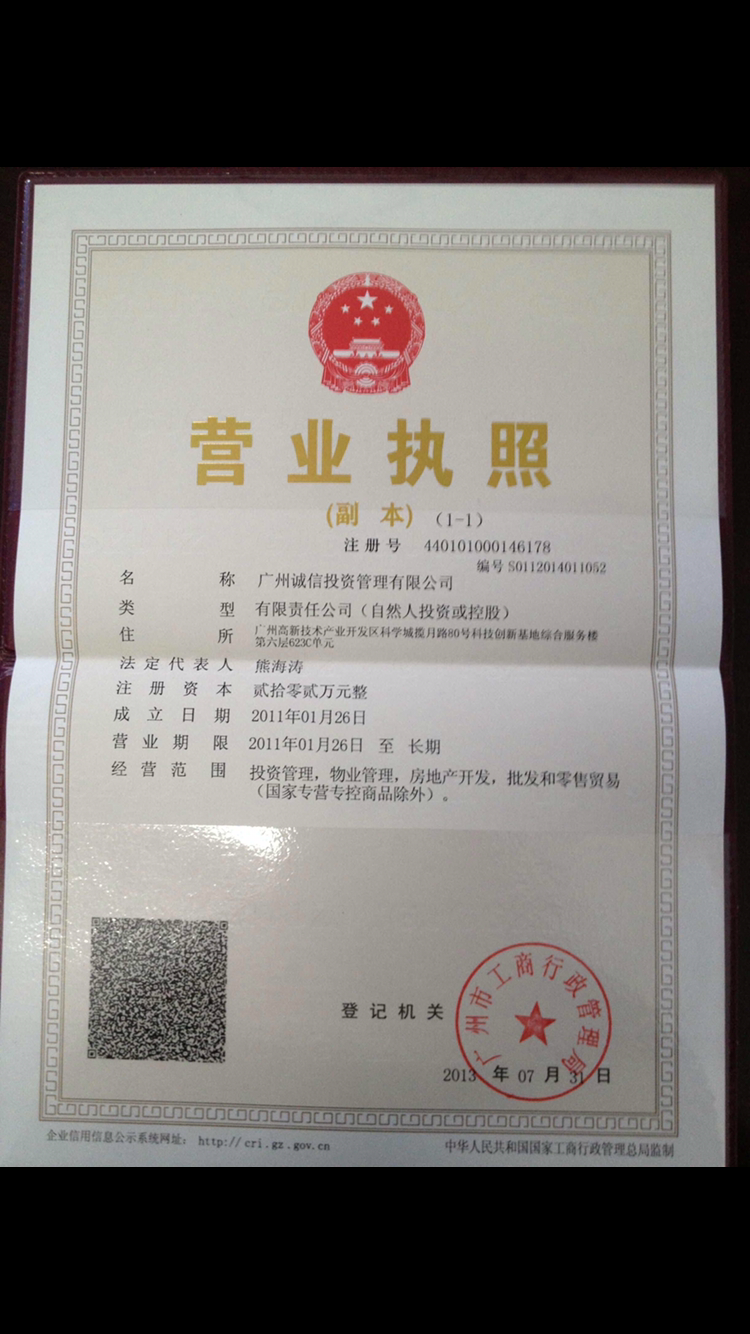 营业执照
(副 本) （1-1）
注册号 440101000146178
编号 S0112014011052
名称 广州诚信投资管理有限公司
类型 有限责任公司（自然人投资或控股）
住所 广州高新技术产业开发区科学城揽月路80号科技创新基地综合服务楼
第六层623C单元
法定代表人 熊海涛
注册资本 贰拾零贰万元整
成立日期 2011年01月26日
营业期限 2011年01月26日 至 长期
经营范围 投资管理，物业管理，房地产开发，批发和零售贸易
（国家专营专控商品除外）。
广州市工商行政管理局
登记机关
2013 年 07 月 31 日
企业信用信息公示系统网址： http://cri.gz.gov.cn
中华人民共和国国家工商行政管理总局监制